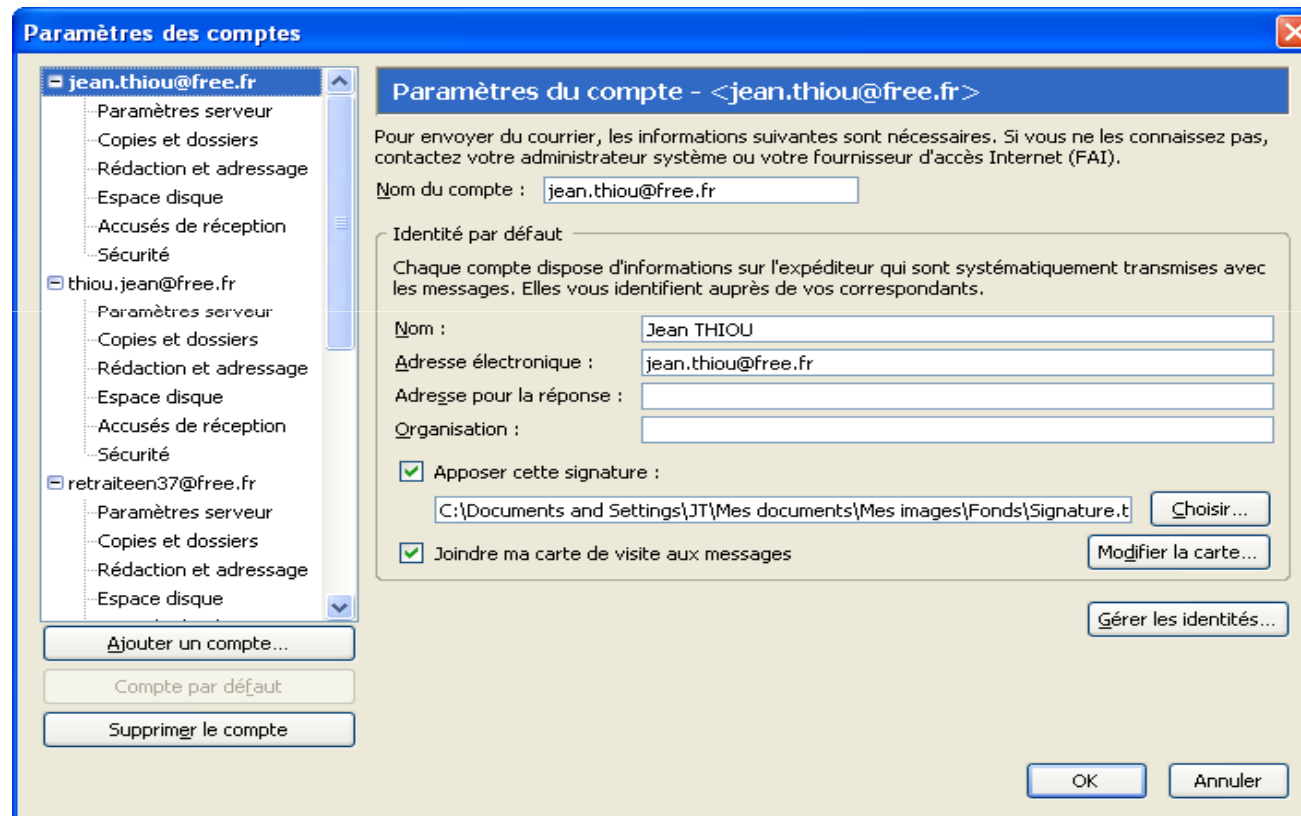 Paramètres des comptes
jean.thiou@free.fr
Paramètres serveur
Copies et dossiers
Rédaction et adressage
Espace disque
Accusés de réception
Sécurité
thiou.jean@free.fr
Paramètres serveur
Copies et dossiers
Rédaction et adressage
Espace disque
Accusés de réception
Sécurité
retraiteen37@free.fr
Paramètres serveur
Copies et dossiers
Rédaction et adressage
Espace disque
Ajouter un compte...
Compte par défaut
Supprimer le compte
Paramètres du compte - <jean.thiou@free.fr>
Pour envoyer du courrier, les informations suivantes sont nécessaires. Si vous ne les connaissez pas,
contactez votre administrateur système ou votre fournisseur d'accès Internet (FAI).
Nom du compte : jean.thiou@free.fr
Identité par défaut
Chaque compte dispose d'informations sur l'expéditeur qui sont systématiquement transmises avec
les messages. Elles vous identifient auprès de vos correspondants.
Nom : Jean THIOU
Adresse électronique : jean.thiou@free.fr
Adresse pour la réponse :
Organisation :
Apposer cette signature :
C:\Documents and Settings\JT\Mes documents\Mes images\Fonds\Signature.t Choisir...
Joindre ma carte de visite aux messages Modifier la carte...
Gérer les identités...
OK Annuler